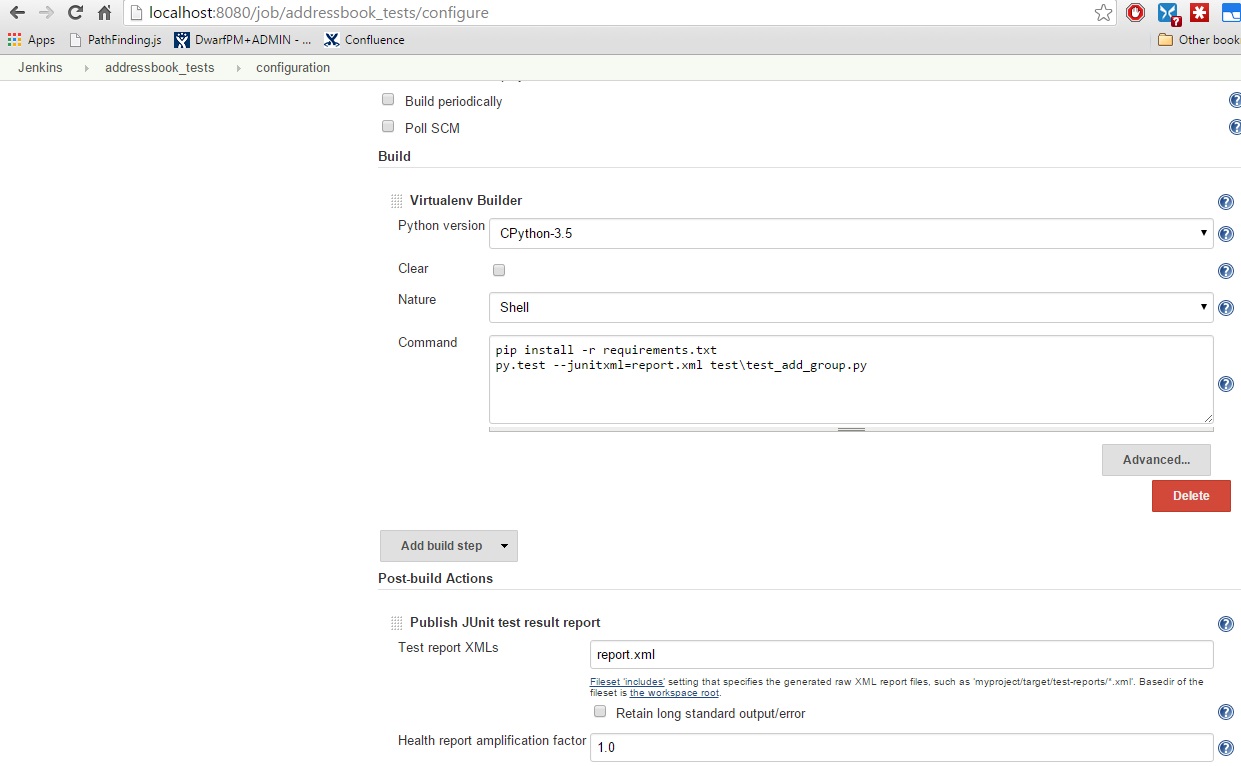 localhost:8080/job/addressbook_tests/configure
Apps PathFinding.js DwarfPM+ADMIN - ... Confluence Other book
Jenkins addressbook_tests configuration
Build periodically
Poll SCM
Build
Virtualenv Builder
Python version CPython-3.5
Clear
Nature Shell
Command
pip install -r requirements.txt
py.test --junitxml=report.xml test\test_add_group.py
Advanced...
Delete
Add build step
Post-build Actions
Publish JUnit test result report
Test report XMLs report.xml
Fileset 'includes' setting that specifies the generated raw XML report files, such as 'myproject/target/test-reports/*.xml'. Basedir of the
fileset is the workspace root.
Retain long standard output/error
Health report amplification factor 1.0